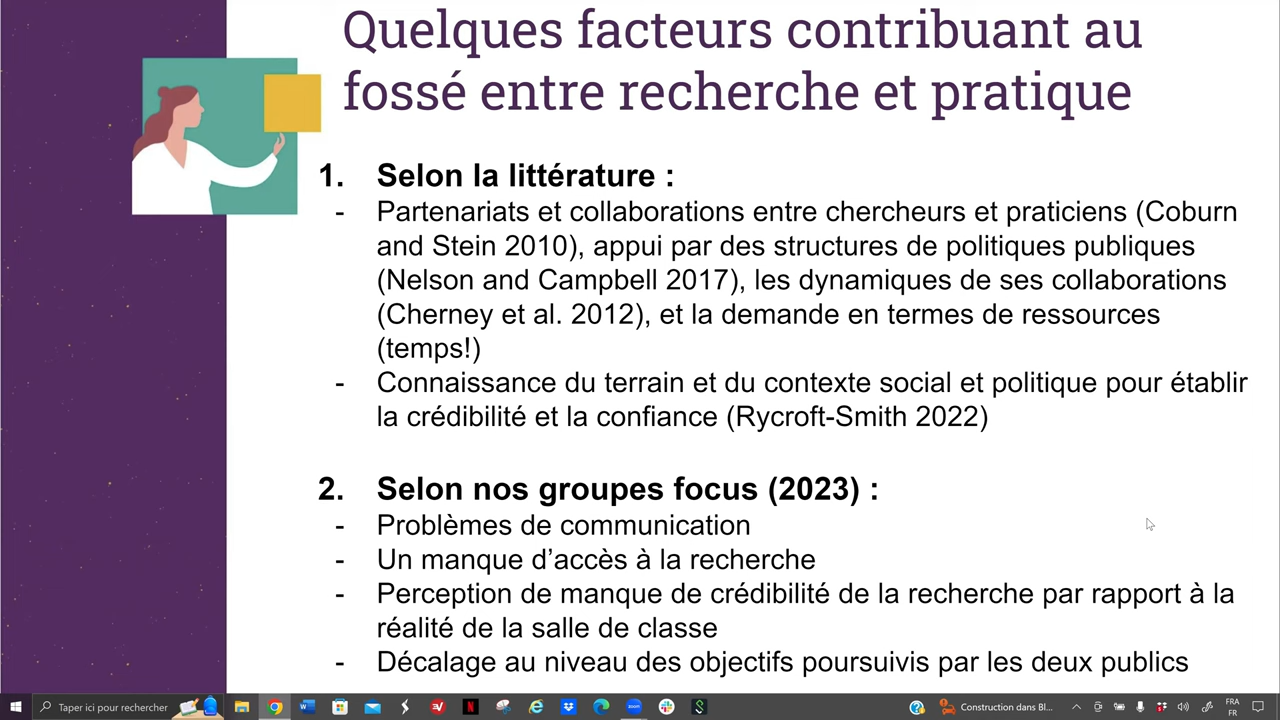 Quelques facteurs contribuant au
fossé entre recherche et pratique
1. Selon la littérature :
- Partenariats et collaborations entre chercheurs et praticiens (Coburn
and Stein 2010), appui par des structures de politiques publiques
(Nelson and Campbell 2017), les dynamiques de ses collaborations
(Cherney et al. 2012), et la demande en termes de ressources
(temps!)
- Connaissance du terrain et du contexte social et politique pour établir
la crédibilité et la confiance (Rycroft-Smith 2022)
2. Selon nos groupes focus (2023) :
- Problèmes de communication
- Un manque d’accès à la recherche
- Perception de manque de crédibilité de la recherche par rapport à la
réalité de la salle de classe
- Décalage au niveau des objectifs poursuivis par les deux publics
Taper ici pour rechercher
Construction dans Bl...
FRA
FR